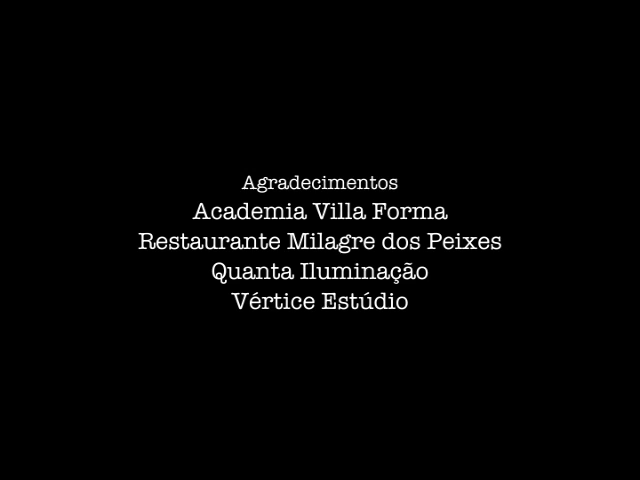 Agradecimentos
Academia Villa Forma
Restaurante Milagre dos Peixes
Quanta Iluminação
Vértice Estúdio